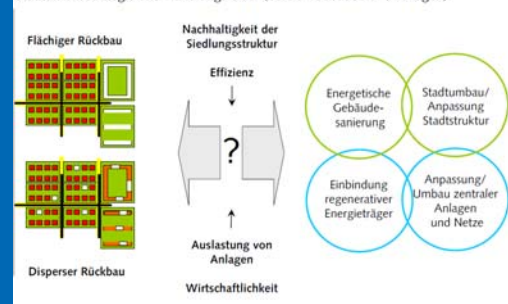 Flächiger Rückbau
Disperser Rückbau
Nachhaltigkeit der
Siedlungsstruktur
Effizienz
?
Auslastung von
Anlagen
Wirtschaftlichkeit
Energetische
Gebäude-
sanierung
Stadtumbau/
Anpassung
Stadtstruktur
Einbindung
regenerativer
Energieträger
Anpassung/
Umbau zentraler
Anlagen
und Netze